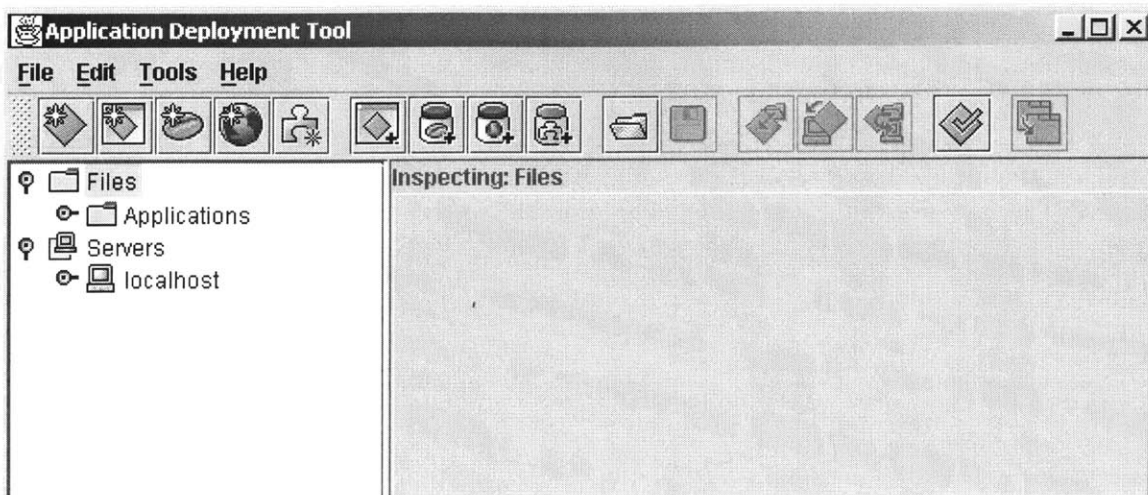 Application Deployment Tool
File Edit Tools Help
Files
Applications
Servers
localhost
Inspecting: Files